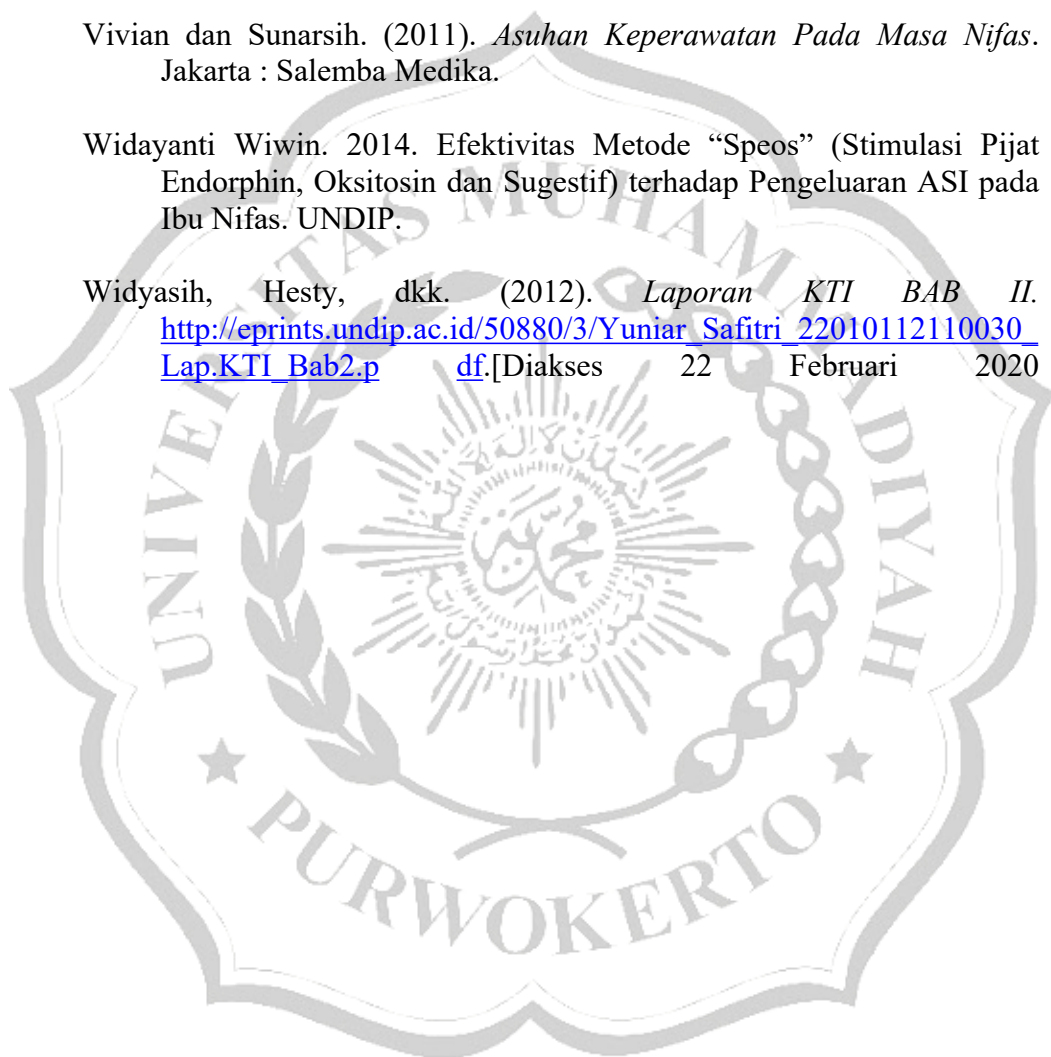 Vivian dan Sunarsih. (2011). Asuhan Keperawatan Pada Masa Nifas.
Jakarta : Salemba Medika.
Widayanti Wiwin. 2014. Efektivitas Metode “Speos” (Stimulasi Pijat
Endorphin, Oksitosin dan Sugestif) terhadap Pengeluaran ASI pada
Ibu Nifas. UNDIP.
Widyasih, Hesty, dkk. (2012). Laporan KTI BAB II.
http://eprints.undip.ac.id/50880/3/Yuniar_Safitri_22010112110030_
Lap.KTI_Bab2.p df.[Diakses 22 Februari 2020
UNIVERSITAS MUHAMMADIYAH
PURWOKERTO